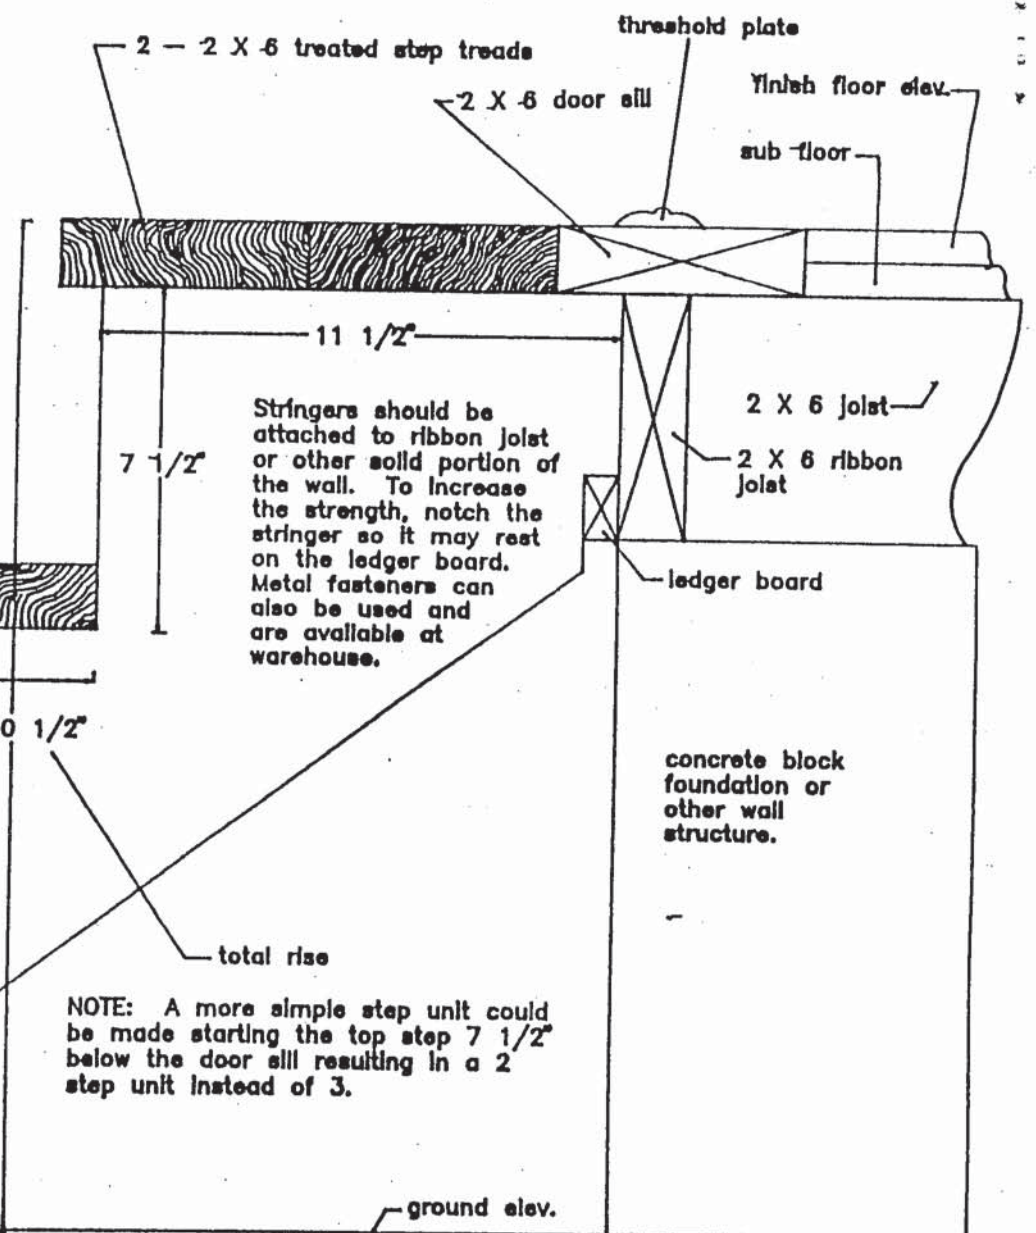 threshold plate
2 - 2 X 6 treated step treads
2 X 6 door sill
finish floor elev.
sub floor
11 1/2"
7 1/2"
Stringers should be
attached to ribbon joist
or other solid portion of
the wall. To increase
the strength, notch the
stringer so it may rest
on the ledger board.
Metal fasteners can
also be used and
are available at
warehouse.
2 X 6 joist
2 X 6 ribbon
joist
ledger board
0 1/2"
concrete block
foundation or
other wall
structure.
total rise
NOTE: A more simple step unit could
be made starting the top step 7 1/2"
below the door sill resulting in a 2
step unit instead of 3.
ground elev.